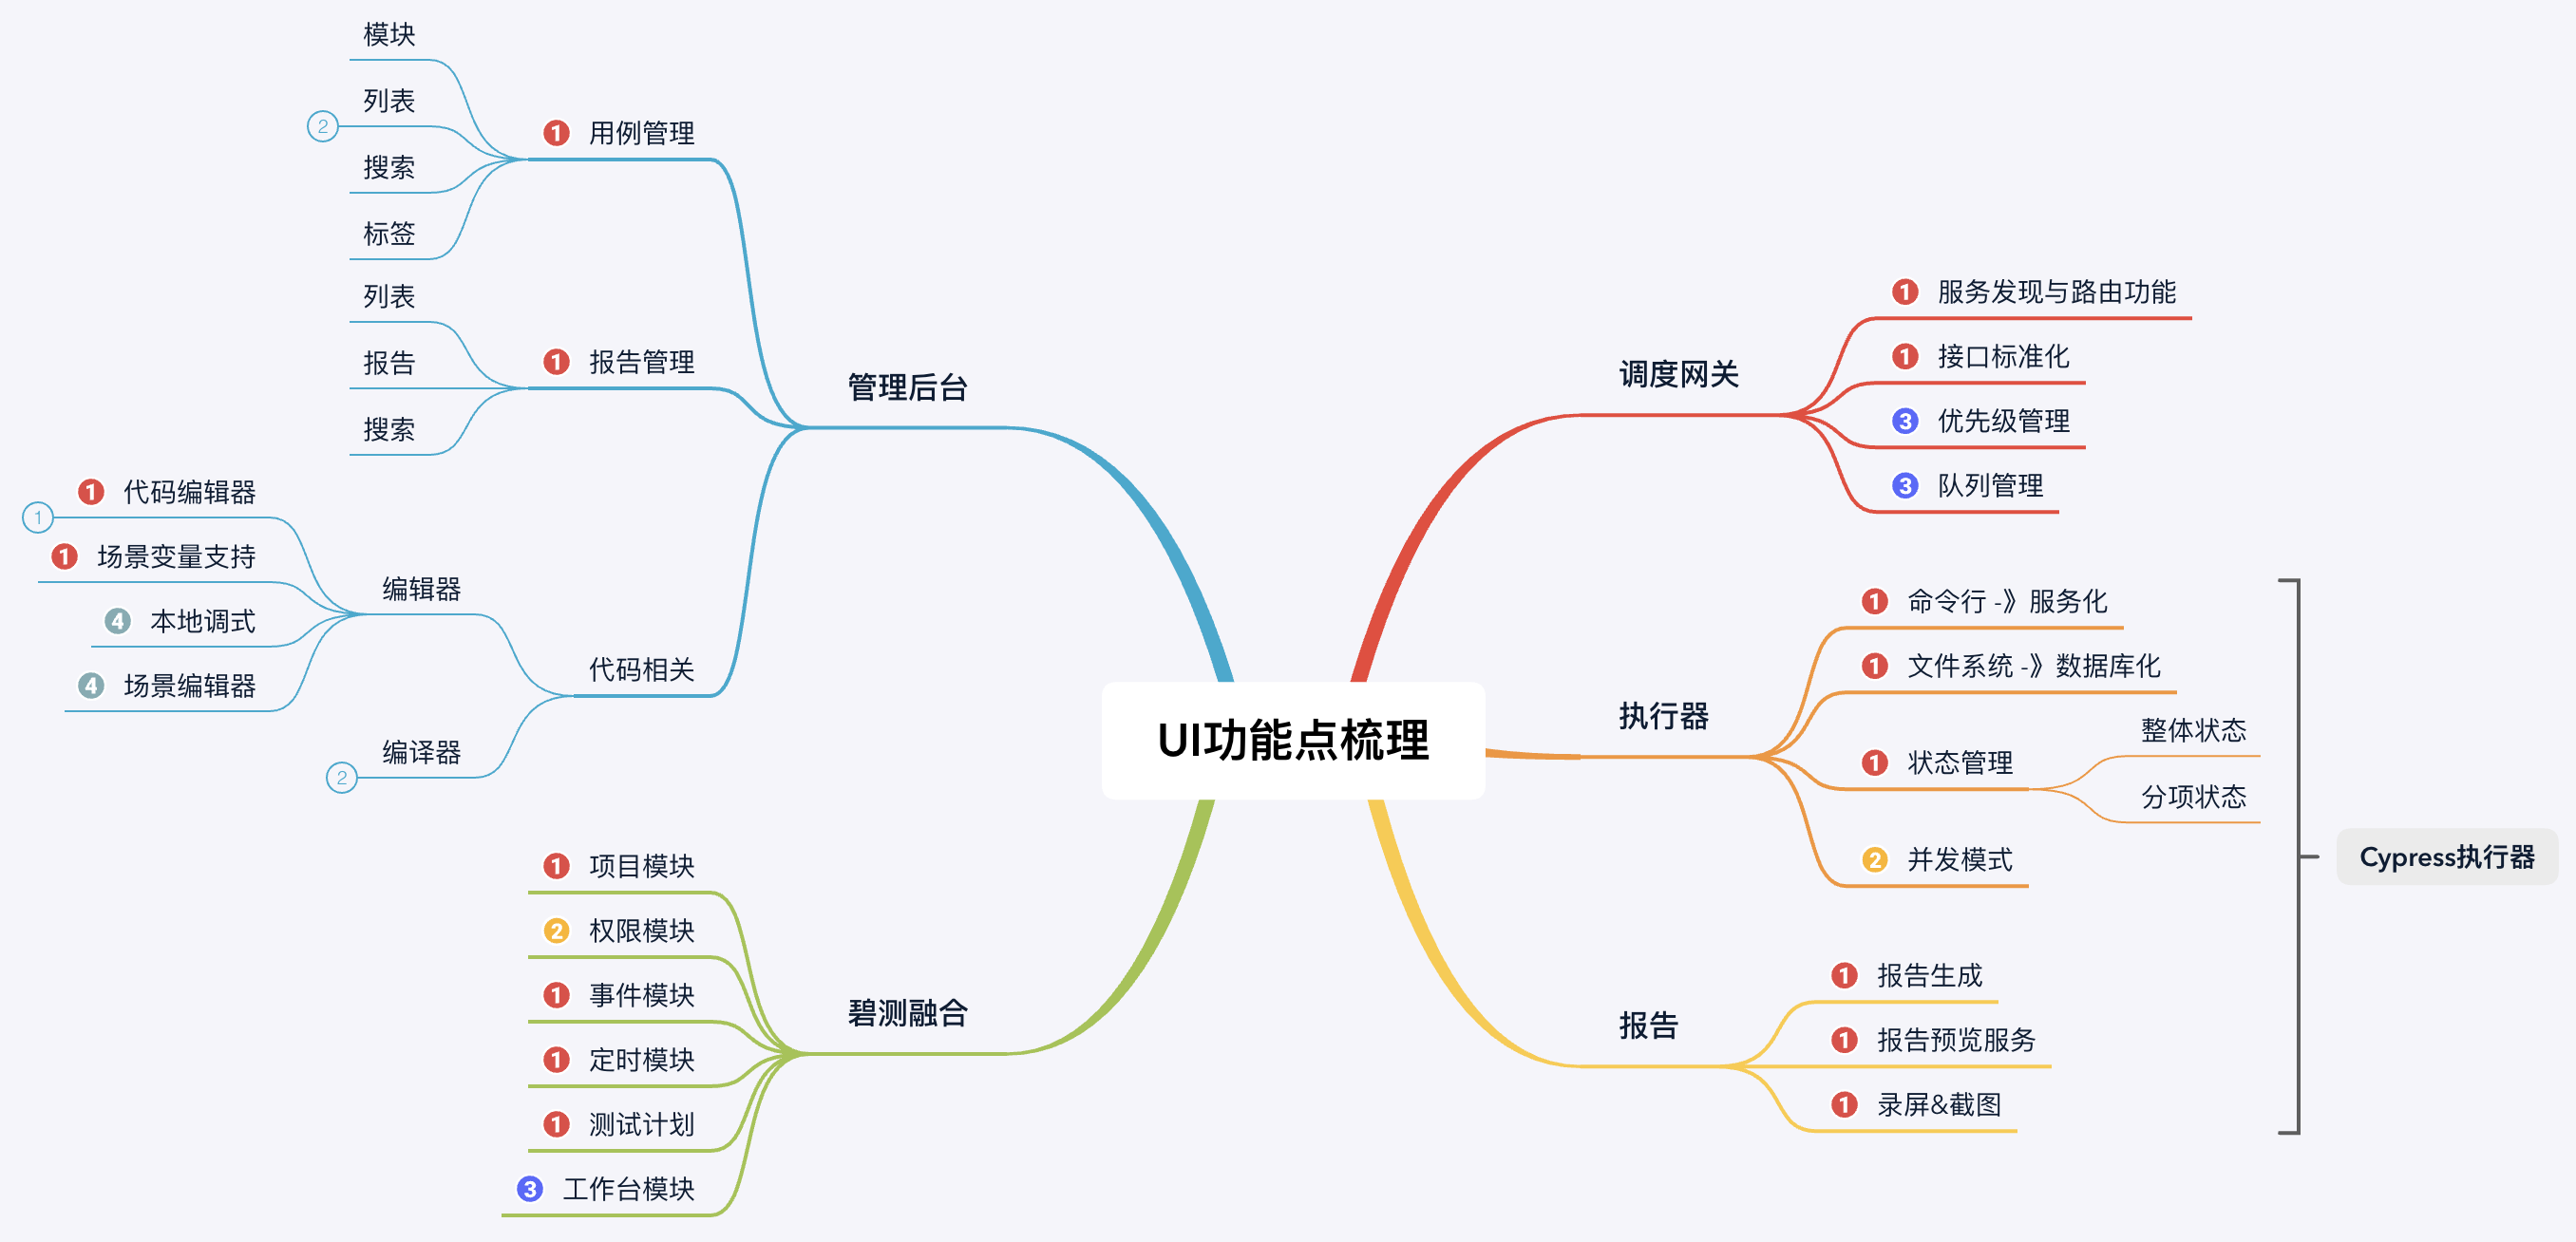 UI功能点梳理
管理后台
1 用例管理
模块
列表
2
搜索
标签
1 报告管理
列表
报告
搜索
代码相关
编辑器
1 代码编辑器
1
1 场景变量支持
4 本地调式
4 场景编辑器
编译器
2
碧测融合
1 项目模块
2 权限模块
1 事件模块
1 定时模块
1 测试计划
3 工作台模块
调度网关
1 服务发现与路由功能
1 接口标准化
3 优先级管理
3 队列管理
执行器
1 命令行 -》服务化
1 文件系统 -》数据库化
1 状态管理
整体状态
分项状态
2 并发模式
报告
1 报告生成
1 报告预览服务
1 录屏&截图
Cypress执行器